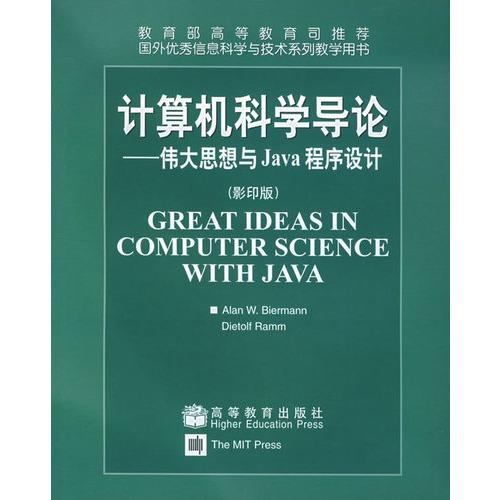 教育部高等教育司推荐
国外优秀信息科学与技术系列教学用书
计算机科学导论
——伟大思想与Java程序设计
(影印版)
GREAT IDEAS IN
COMPUTER SCIENCE
WITH JAVA
Alan W. Biermann
Dietolf Ramm
高等教育出版社
Higher Education Press
The MIT Press